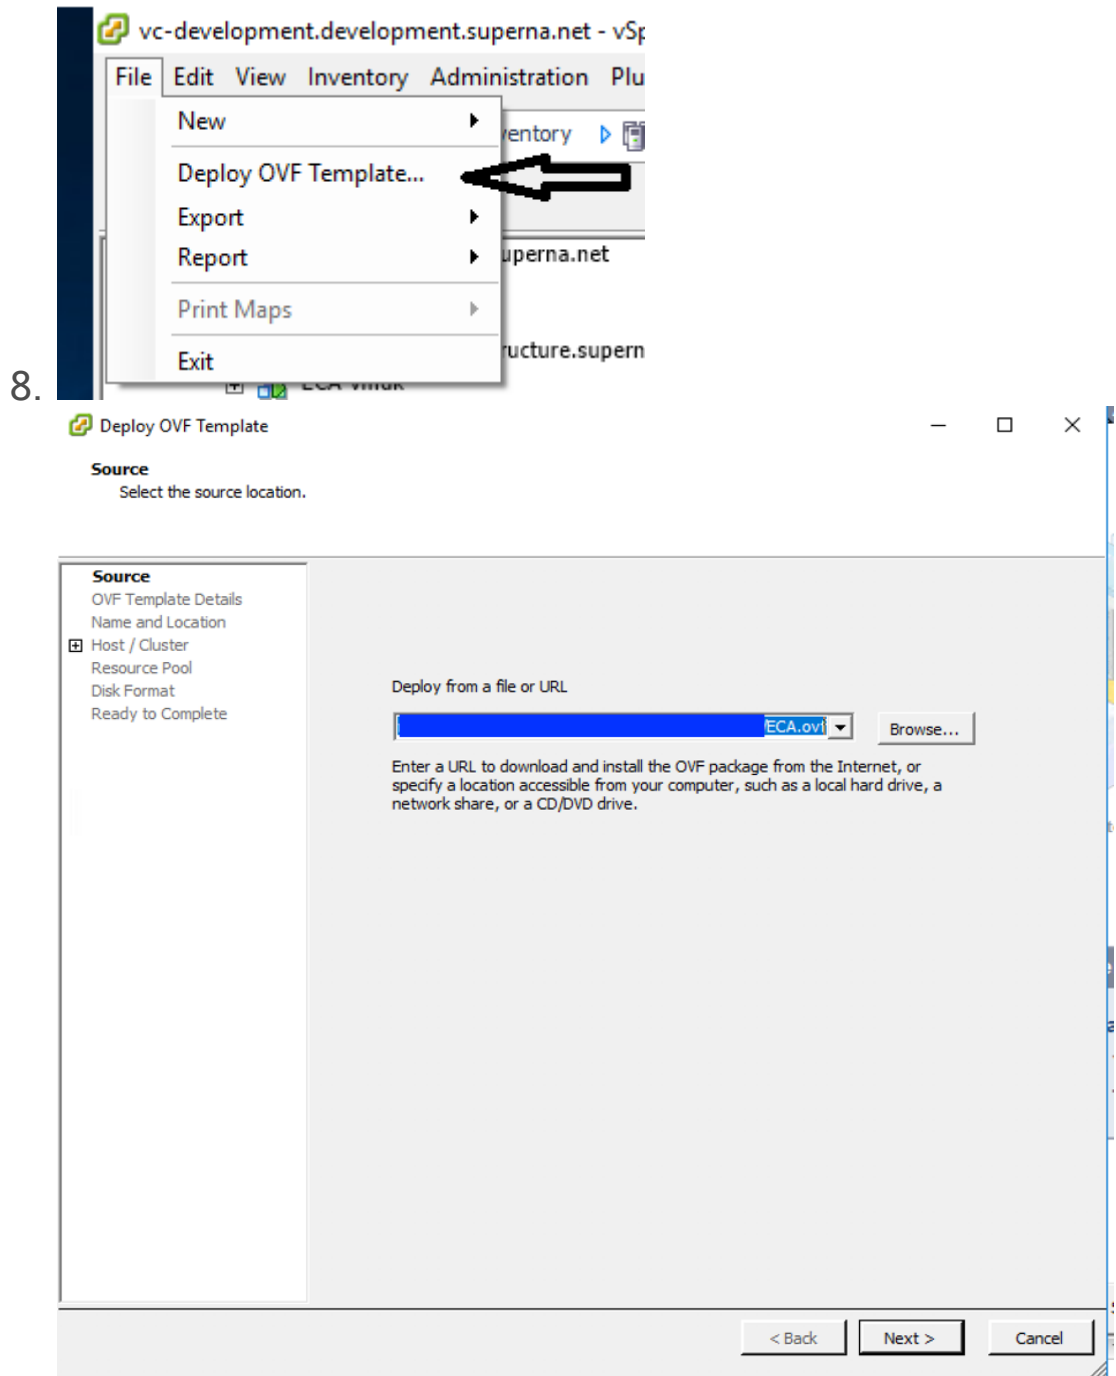 vc-development.development.superna.net - vSp
File Edit View Inventory Administration Plu
New
ventory
Deploy OVF Template...
Export
Report
uperna.net
Print Maps
ructure.supern
Exit
8.
Deploy OVF Template
Source
Select the source location.
Source
OVF Template Details
Name and Location
Host / Cluster
Resource Pool
Disk Format
Ready to Complete
Deploy from a file or URL
/ECA.ovf
Browse...
Enter a URL to download and install the OVF package from the Internet, or
specify a location accessible from your computer, such as a local hard drive, a
network share, or a CD/DVD drive.
< Back Next > Cancel